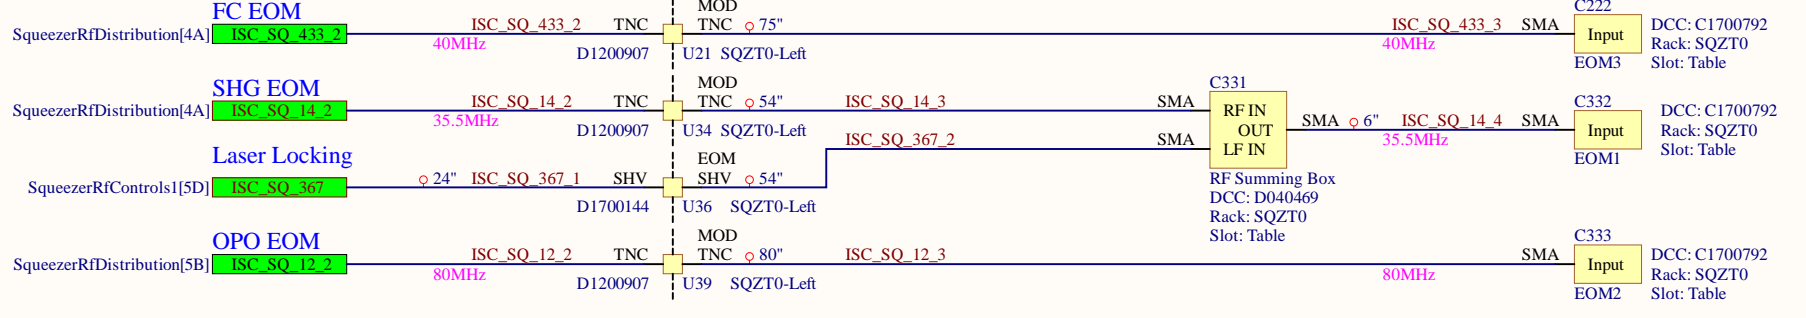 FC EOM
MOD
C222
SqueezerRfDistribution[4A] ISC_SQ_433_2 ISC_SQ_433_2 TNC TNC 75" ISC_SQ_433_3 SMA Input DCC: C1700792
40MHz 40MHz Rack: SQZT0
D1200907 U21 SQZT0-Left EOM3 Slot: Table
SHG EOM
MOD
C331
C332
SqueezerRfDistribution[4A] ISC_SQ_14_2 ISC_SQ_14_2 TNC TNC 54" ISC_SQ_14_3 SMA RF IN
35.5MHz
D1200907 U34 SQZT0-Left
OUT SMA 6" ISC_SQ_14_4 SMA Input DCC: C1700792
35.5MHz Rack: SQZT0
EOM1 Slot: Table
ISC_SQ_367_2 SMA LF IN
Laser Locking
EOM
SqueezerRfControls1[5D] ISC_SQ_367 24" ISC_SQ_367_1 SHV SHV 54"
D1700144 U36 SQZT0-Left
RF Summing Box
DCC: D040469
Rack: SQZT0
Slot: Table
OPO EOM
MOD
C333
SqueezerRfDistribution[5B] ISC_SQ_12_2 ISC_SQ_12_2 TNC TNC 80" ISC_SQ_12_3 SMA Input DCC: C1700792
80MHz 80MHz Rack: SQZT0
D1200907 U39 SQZT0-Left EOM2 Slot: Table